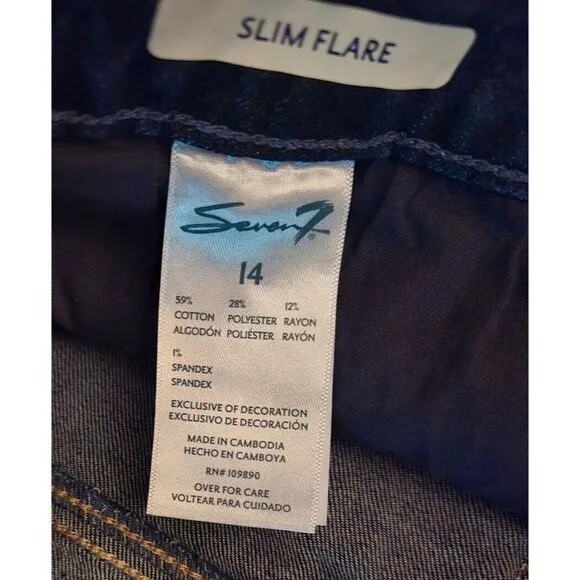 SLIM FLARE
Seven7®
14
59% 28% 12%
COTTON POLYESTER RAYON
ALGODÓN POLIÉSTER RAYÓN
1%
SPANDEX
SPANDEX
EXCLUSIVE OF DECORATION
EXCLUSIVO DE DECORACIÓN
MADE IN CAMBODIA
HECHO EN CAMBOYA
RN# 109890
OVER FOR CARE
VOLTEAR PARA CUIDADO